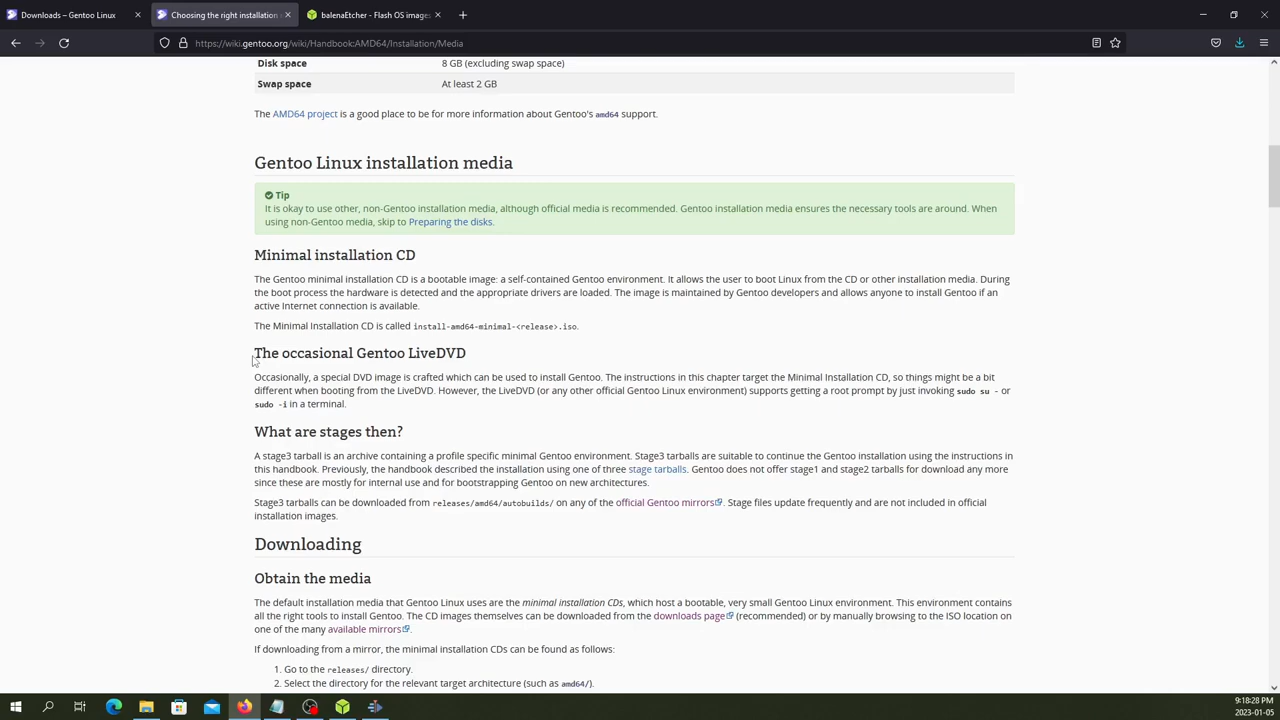 Downloads – Gentoo Linux
Choosing the right installation
balenaEtcher - Flash OS images
https://wiki.gentoo.org/wiki/Handbook:AMD64/Installation/Media
Disk space 8 GB (excluding swap space)
Swap space At least 2 GB
The AMD64 project is a good place to be for more information about Gentoo's amd64 support.
Gentoo Linux installation media
Tip
It is okay to use other, non-Gentoo installation media, although official media is recommended. Gentoo installation media ensures the necessary tools are around. When
using non-Gentoo media, skip to Preparing the disks.
Minimal installation CD
The Gentoo minimal installation CD is a bootable image: a self-contained Gentoo environment. It allows the user to boot Linux from the CD or other installation media. During
the boot process the hardware is detected and the appropriate drivers are loaded. The image is maintained by Gentoo developers and allows anyone to install Gentoo if an
active Internet connection is available.
The Minimal Installation CD is called install-amd64-minimal-<release>.iso.
The occasional Gentoo LiveDVD
Occasionally, a special DVD image is crafted which can be used to install Gentoo. The instructions in this chapter target the Minimal Installation CD, so things might be a bit
different when booting from the LiveDVD. However, the LiveDVD (or any other official Gentoo Linux environment) supports getting a root prompt by just invoking sudo su - or
sudo -i in a terminal.
What are stages then?
A stage3 tarball is an archive containing a profile specific minimal Gentoo environment. Stage3 tarballs are suitable to continue the Gentoo installation using the instructions in
this handbook. Previously, the handbook described the installation using one of three stage tarballs. Gentoo does not offer stage1 and stage2 tarballs for download any more
since these are mostly for internal use and for bootstrapping Gentoo on new architectures.
Stage3 tarballs can be downloaded from releases/amd64/autobuilds/ on any of the official Gentoo mirrors. Stage files update frequently and are not included in official
installation images.
Downloading
Obtain the media
The default installation media that Gentoo Linux uses are the minimal installation CDs, which host a bootable, very small Gentoo Linux environment. This environment contains
all the right tools to install Gentoo. The CD images themselves can be downloaded from the downloads page (recommended) or by manually browsing to the ISO location on
one of the many available mirrors.
If downloading from a mirror, the minimal installation CDs can be found as follows:
1. Go to the releases/ directory.
2. Select the directory for the relevant target architecture (such as amd64/).
9:18:28 PM
2023-01-05